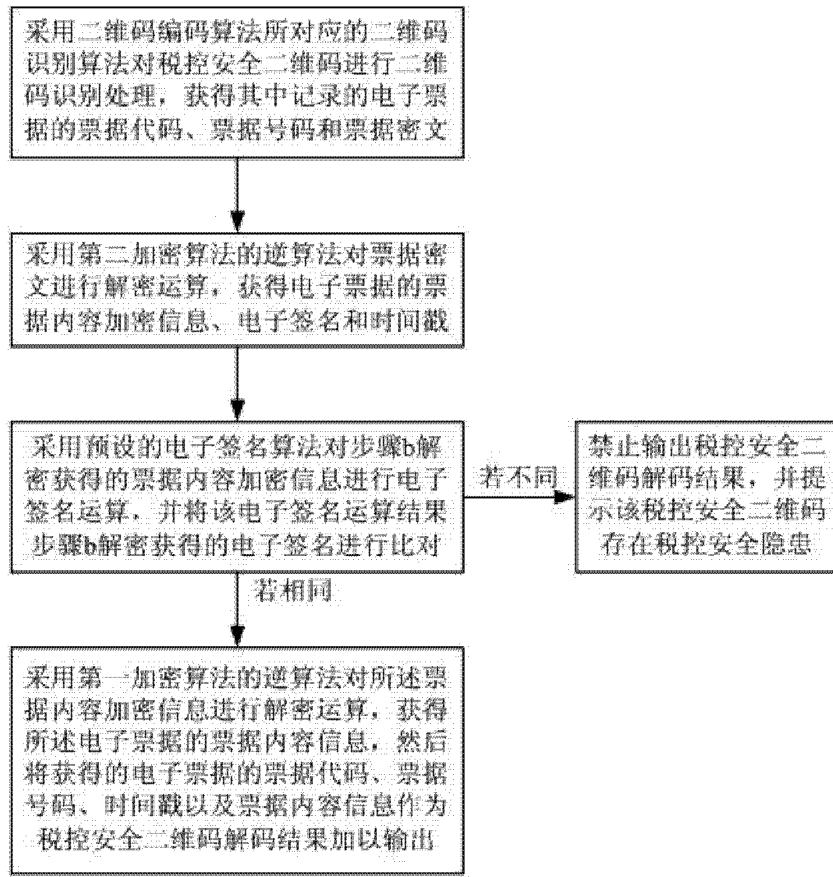 采用二维码编码算法所对应的二维码
识别算法对税控安全二维码进行二维
码识别处理，获得其中记录的电子票
据的票据代码、票据号码和票据密文
采用第二加密算法的逆算法对票据密
文进行解密运算，获得电子票据的票
据内容加密信息、电子签名和时间戳
采用预设的电子签名算法对步骤b解
密获得的票据内容加密信息进行电子
签名运算，并将该电子签名运算结果
步骤b解密获得的电子签名进行比对
若不同
禁止输出税控安全二
维码解码结果，并提
示该税控安全二维码
存在税控安全隐患
若相同
采用第一加密算法的逆算法对所述票
据内容加密信息进行解密运算，获得
所述电子票据的票据内容信息，然后
将获得的电子票据的票据代码、票据
号码、时间戳以及票据内容信息作为
税控安全二维码解码结果加以输出